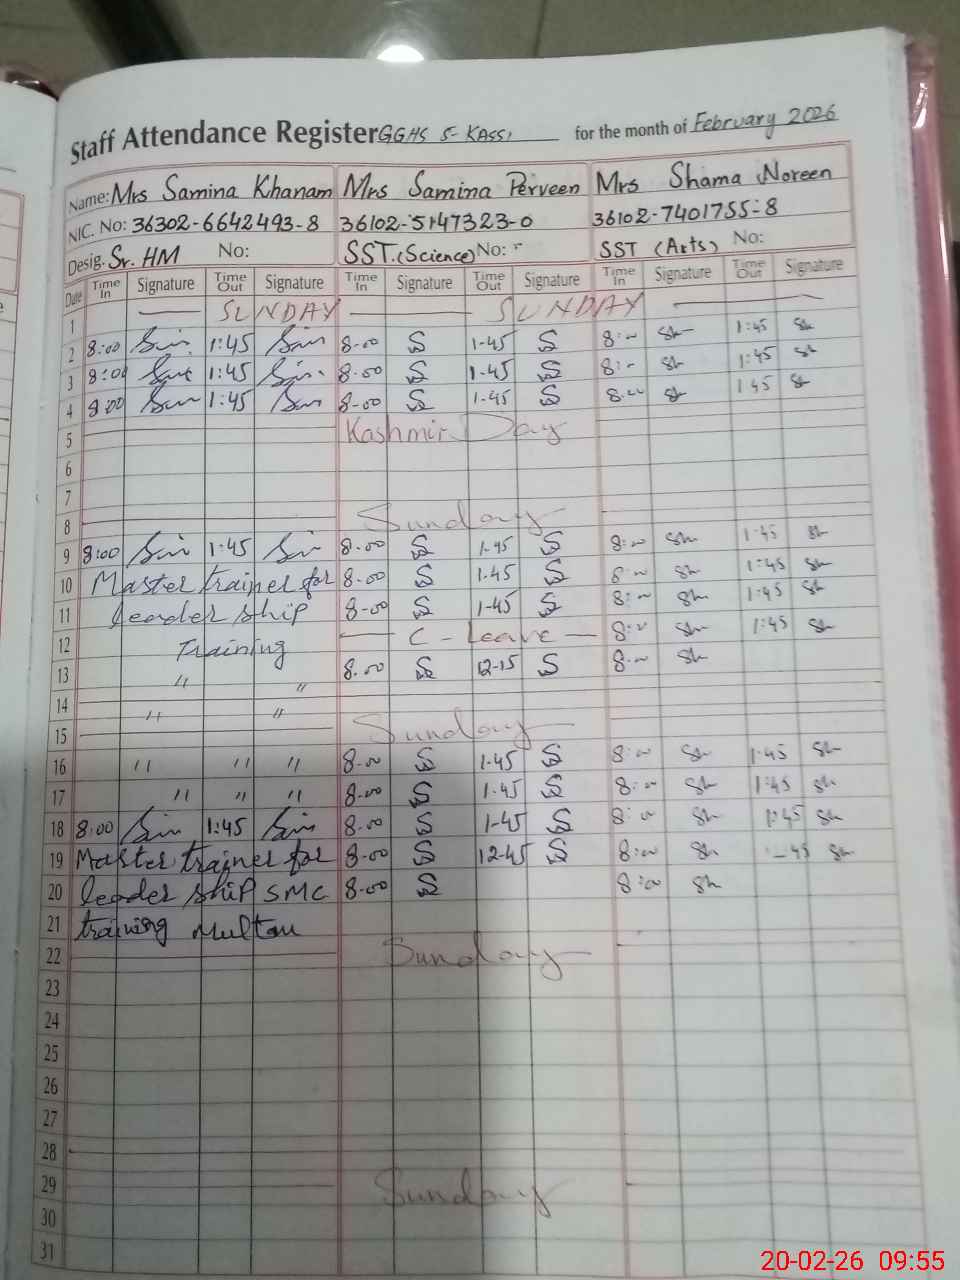 Staff Attendance Register GGHS 5-KASSI for the month of February 2026
Name: Mrs Samina Khanam Mrs Samina Perveen Mrs Shama Noreen
NIC. No: 36302-6642493-8 36102-5147323-0 36102-7401755-8
Desig. Sr. HM No: SST.(Science) No: SST (Arts) No:
Date Time In Signature Time Out Signature Time In Signature Time Out Signature Time In Signature Time Out Signature
1 SUNDAY SUNDAY
2 8:00 1:45 8-00 S 1-45 S 8:00 Sh 1:45 Sh
3 8:00 1:45 8-00 S 1-45 S 8:00 Sh 1:45 Sh
4 8:00 1:45 8-00 S 1-45 S 8:00 Sh 1:45 Sh
5 Kashmir Day
6
7
8 Sunday
9 8:00 1:45 8-00 S 1-45 S 8:00 Sh 1:45 Sh
10 Master trainer for 8-00 S 1-45 S 8:00 Sh 1:45 Sh
11 leader ship 8-00 S 1-45 S 8:00 Sh 1:45 Sh
12 Training C-Leave 8:00 Sh 1:45 Sh
13 " " 8-00 S 12-15 S 8:00 Sh
14 " "
15 Sunday
16 " " " 8-00 S 1-45 S 8:00 Sh 1:45 Sh
17 " " " 8-00 S 1-45 S 8:00 Sh 1:45 Sh
18 8:00 1:45 8-00 S 1-45 S 8:00 Sh 1:45 Sh
19 Master trainer for 8-00 S 12-45 S 8:00 Sh Sh
20 leader ship SMC 8-00 S 8:00 Sh
21 training Multan
22 Sunday
23
24
25
26
27
28
29 Sunday
30
31
20-02-26 09:55